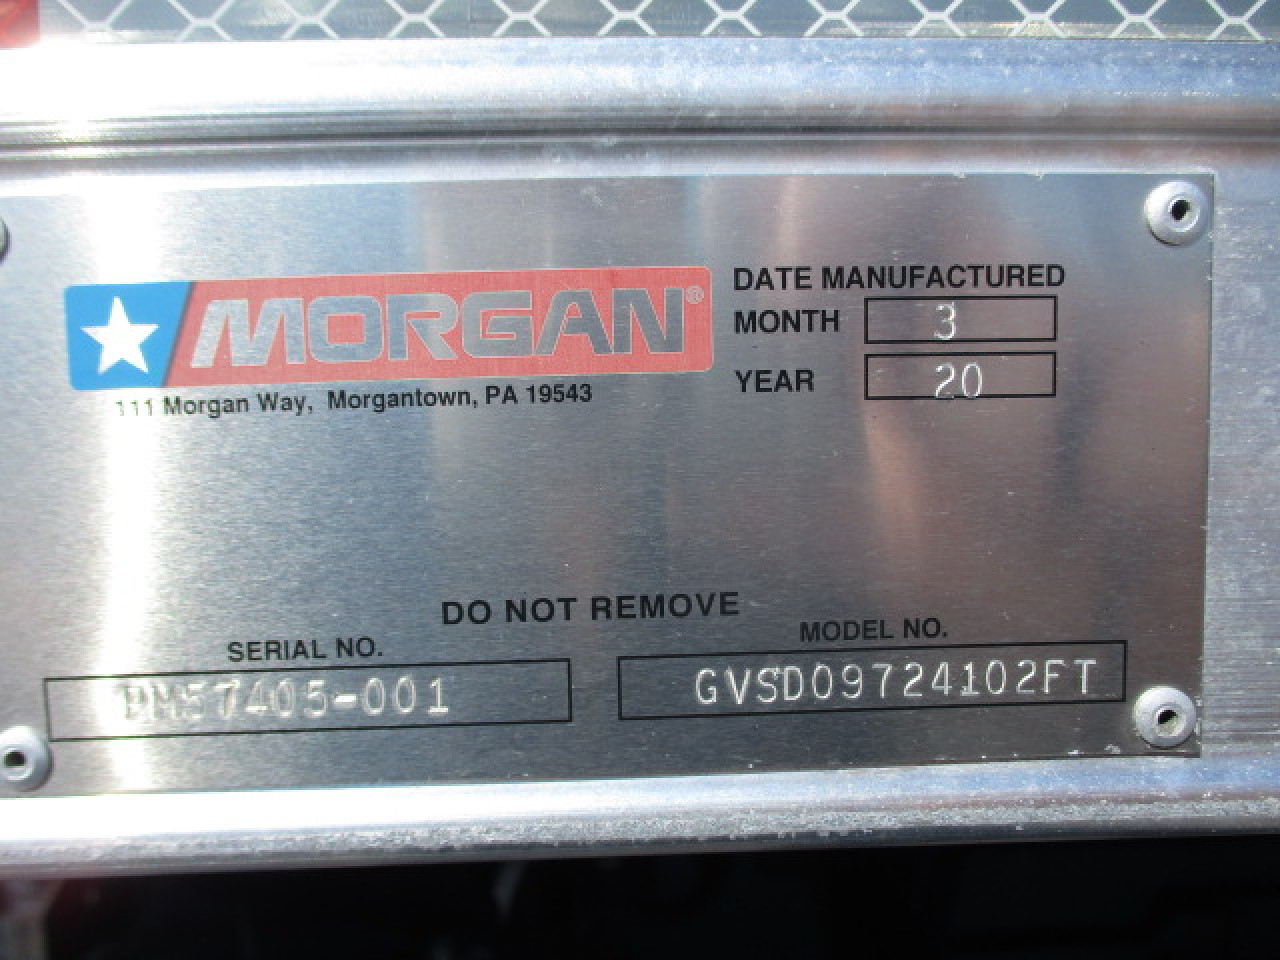 MORGAN®
111 Morgan Way, Morgantown, PA 19543
DATE MANUFACTURED
MONTH 3
YEAR 20
DO NOT REMOVE
SERIAL NO.
MODEL NO.
GVSD09724102FT